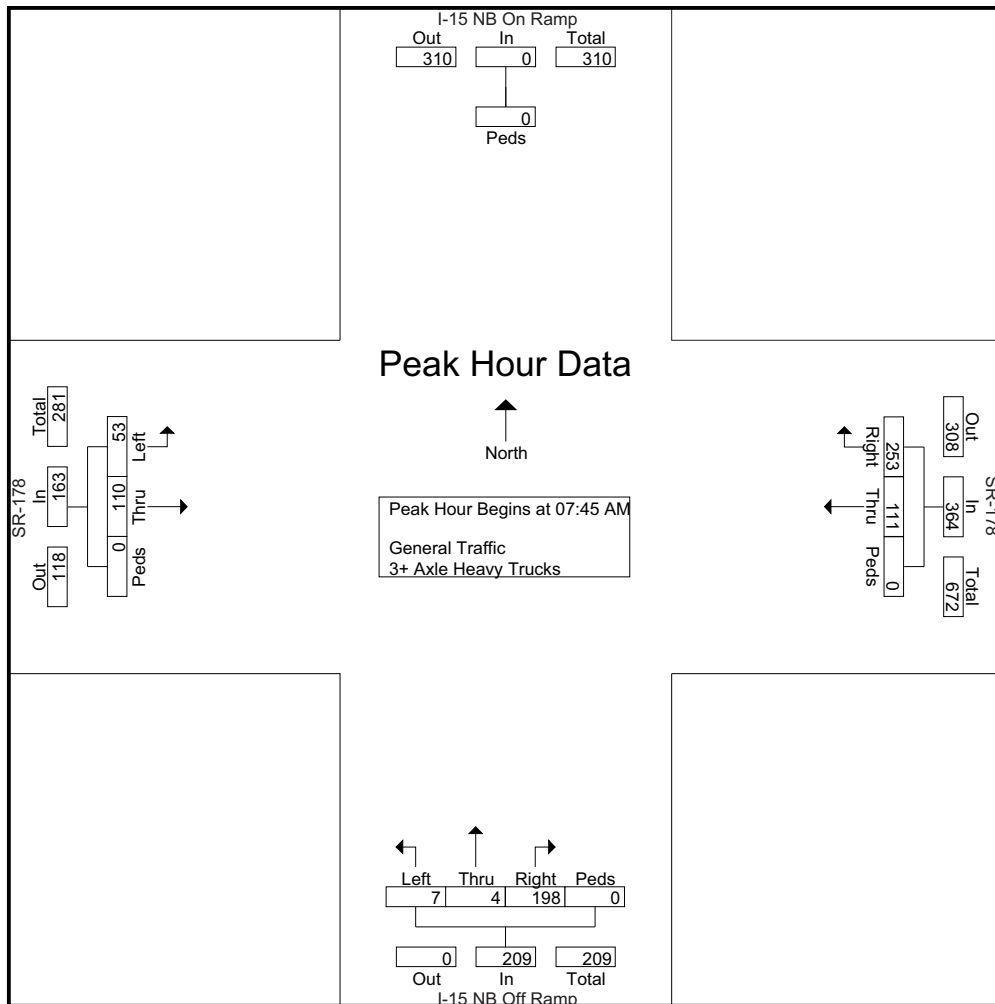 I-15 NB On Ramp
Out In Total
310 0 310
0
Peds
Peak Hour Data
North
Peak Hour Begins at 07:45 AM
General Traffic
3+ Axle Heavy Trucks
SR-178
Total In Out
281 163 118
53 110 0
Left Thru Peds
SR-178
Out In Total
308 364 672
253 111 0
Right Thru Peds
Left Thru Right Peds
7 4 198 0
0 209 209
Out In Total
I-15 NB Off Ramp